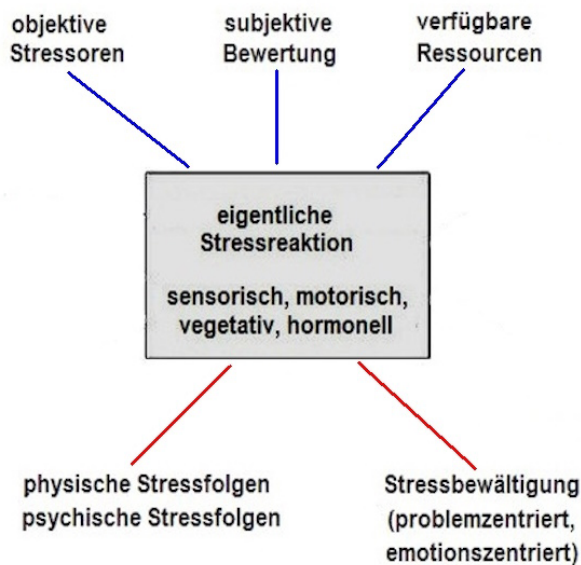 objektive
Stressoren
subjektive
Bewertung
verfügbare
Ressourcen
eigentliche
Stressreaktion
sensorisch, motorisch,
vegetativ, hormonell
physische Stressfolgen
psychische Stressfolgen
Stressbewältigung
(problemzentriert,
emotionszentriert)